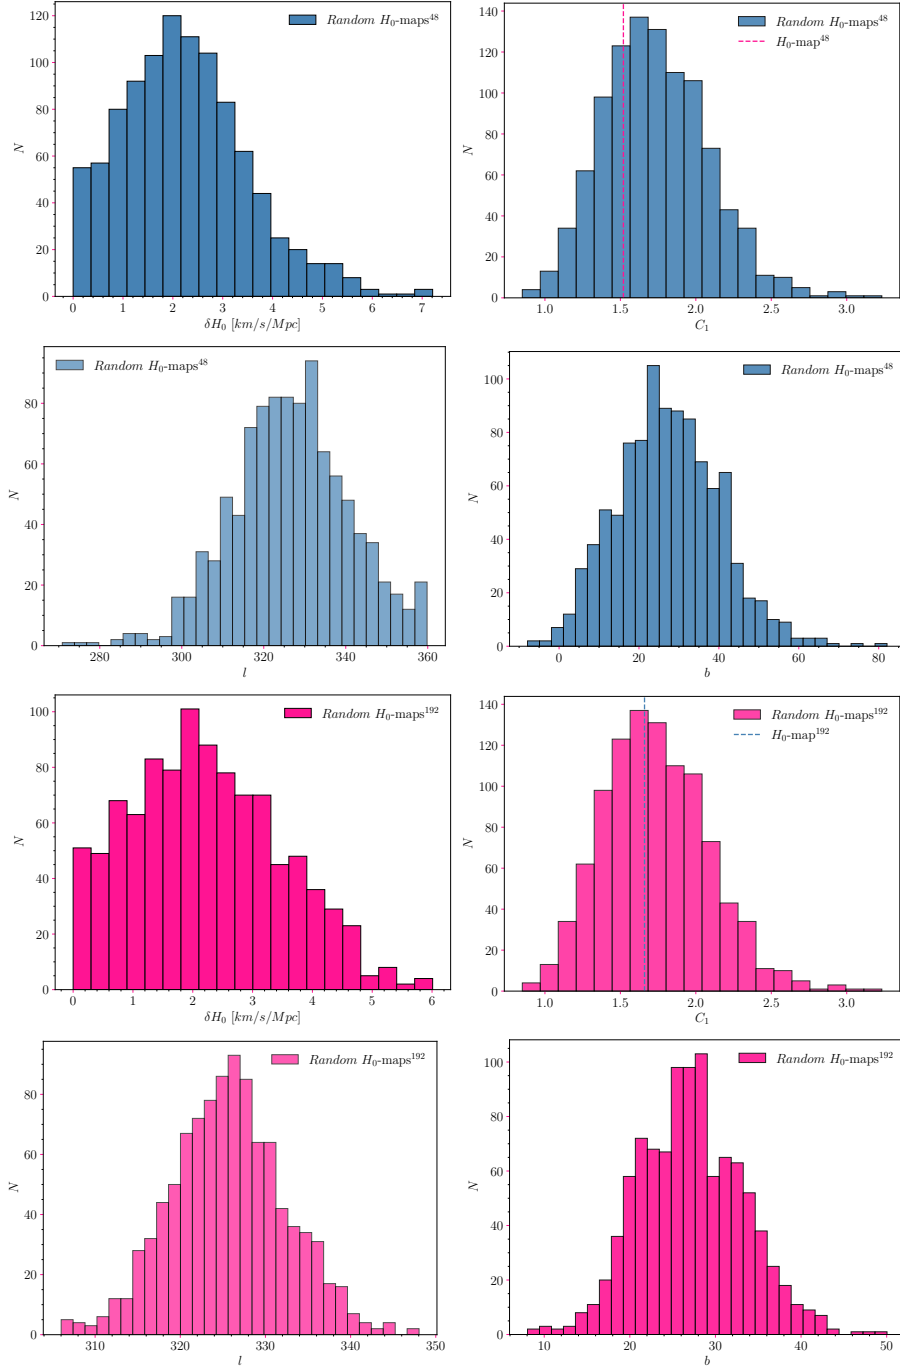 120
100
80
60
40
20
0
N
Random H₀-maps⁴⁸
0 1 2 3 4 5 6 7
δH₀ [km/s/Mpc]
140
120
100
80
60
40
20
0
N
Random H₀-maps⁴⁸
H₀-map⁴⁸
1.0 1.5 2.0 2.5 3.0
C₁
80
60
40
20
0
N
Random H₀-maps⁴⁸
280 300 320 340 360
l
100
80
60
40
20
0
N
Random H₀-maps⁴⁸
0 20 40 60 80
b
100
80
60
40
20
0
N
Random H₀-maps¹⁹²
0 1 2 3 4 5 6
δH₀ [km/s/Mpc]
140
120
100
80
60
40
20
0
N
Random H₀-maps¹⁹²
H₀-map¹⁹²
1.0 1.5 2.0 2.5 3.0
C₁
80
60
40
20
0
N
Random H₀-maps¹⁹²
310 320 330 340 350
l
100
80
60
40
20
0
N
Random H₀-maps¹⁹²
10 20 30 40 50
b